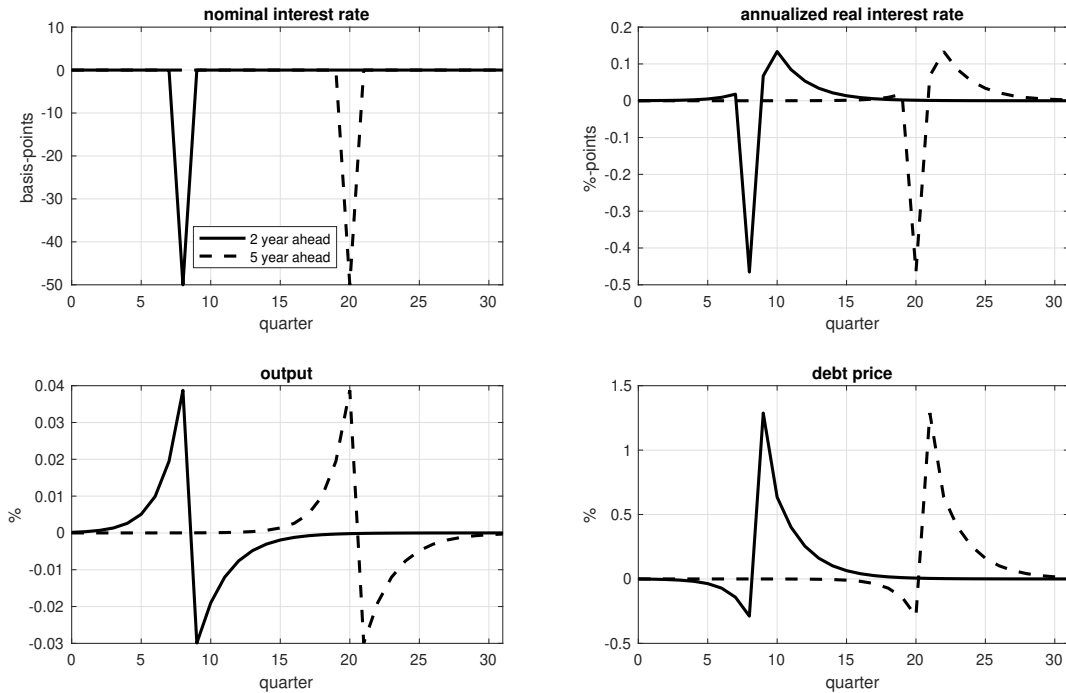 nominal interest rate
10
0
-10
-20
-30
-40
-50
basis-points
2 year ahead
5 year ahead
0 5 10 15 20 25 30
quarter
annualized real interest rate
0.2
0.1
0
-0.1
-0.2
-0.3
-0.4
-0.5
%-points
0 5 10 15 20 25 30
quarter
output
0.04
0.03
0.02
0.01
0
-0.01
-0.02
-0.03
%
0 5 10 15 20 25 30
quarter
debt price
1.5
1
0.5
0
-0.5
%
0 5 10 15 20 25 30
quarter